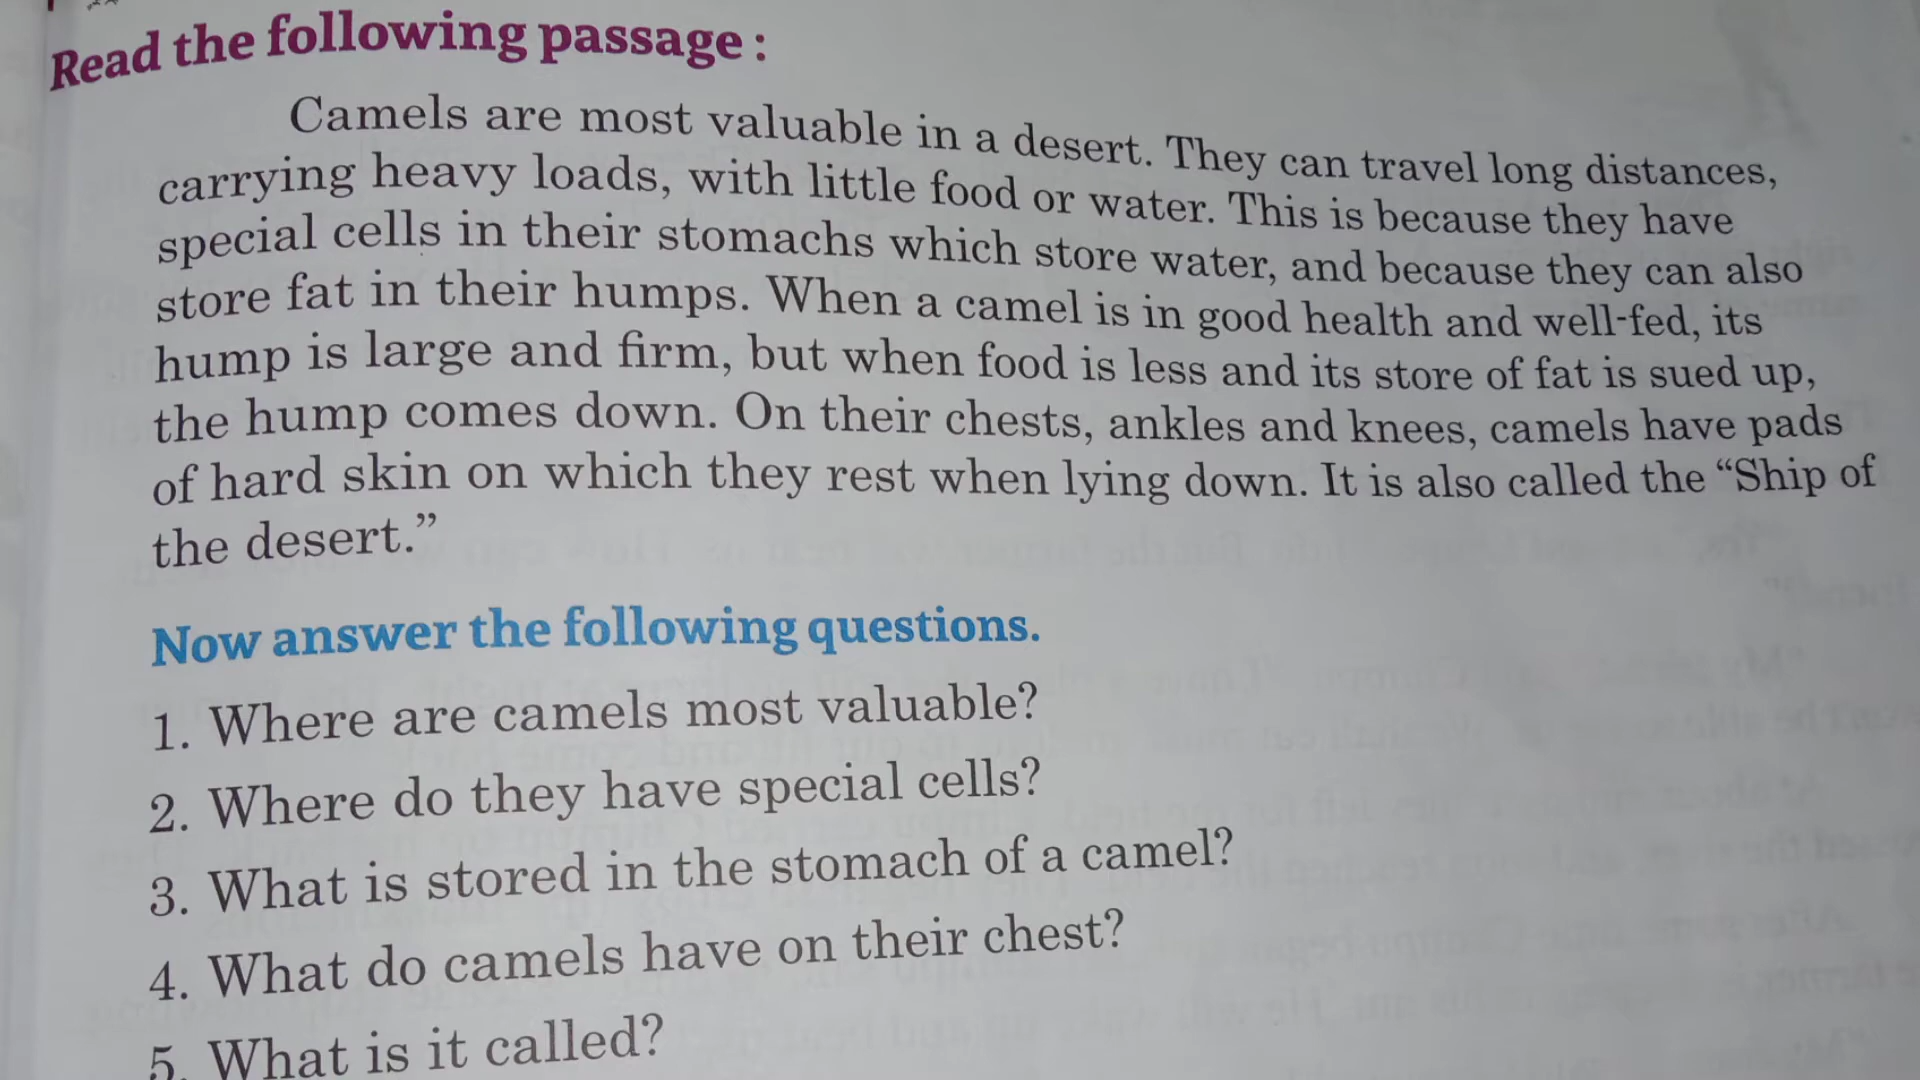 Read the following passage :
Camels are most valuable in a desert. They can travel long distances,
carrying heavy loads, with little food or water. This is because they have
special cells in their stomachs which store water, and because they can also
store fat in their humps. When a camel is in good health and well-fed, its
hump is large and firm, but when food is less and its store of fat is sued up,
the hump comes down. On their chests, ankles and knees, camels have pads
of hard skin on which they rest when lying down. It is also called the “Ship of
the desert.”
Now answer the following questions.
1. Where are camels most valuable?
2. Where do they have special cells?
3. What is stored in the stomach of a camel?
4. What do camels have on their chest?
5. What is it called?